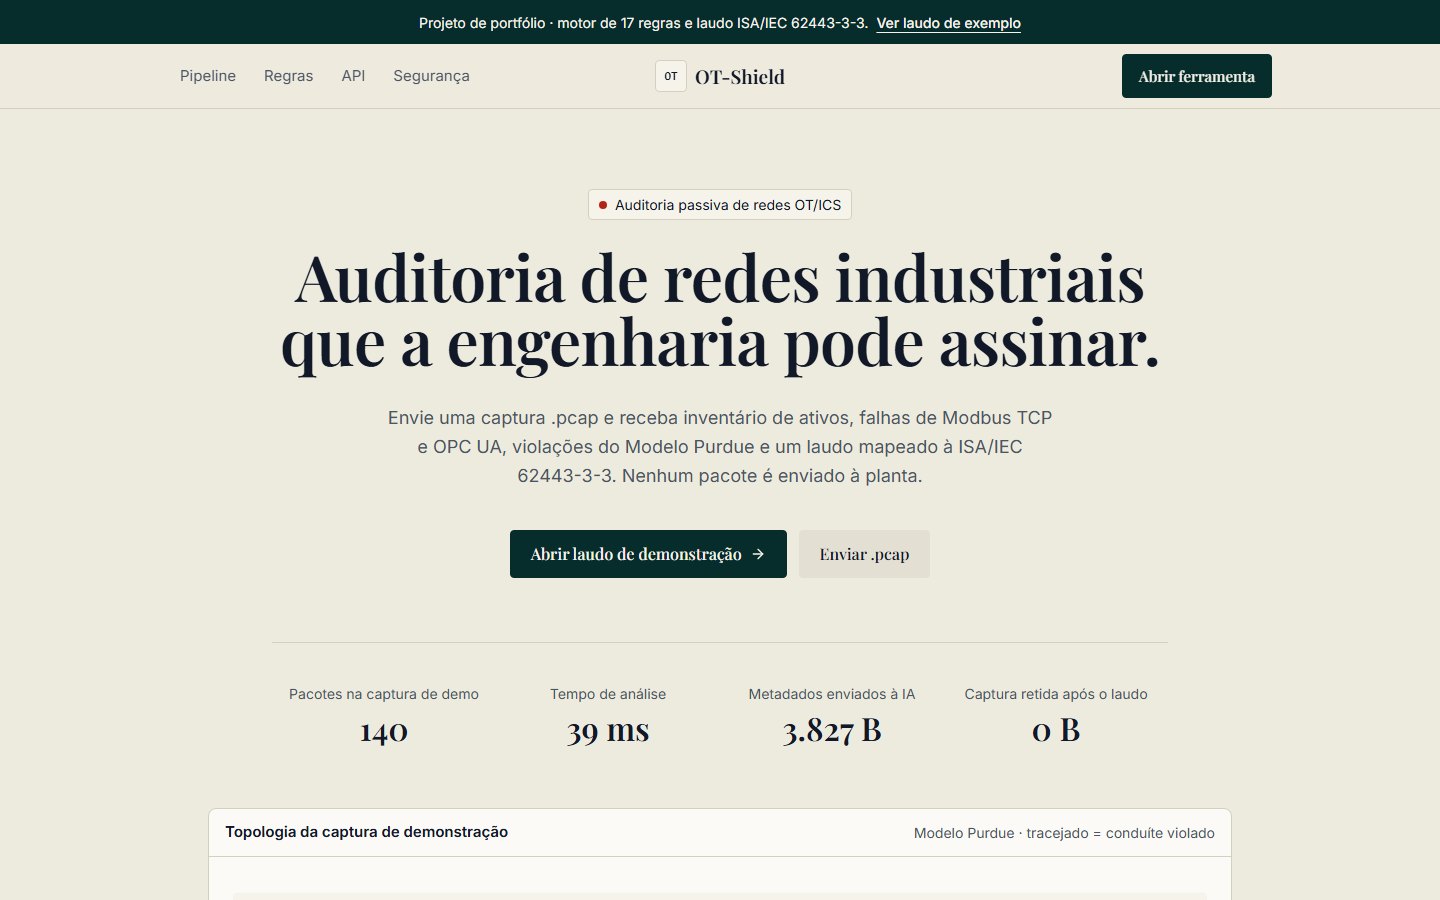 Projeto de portfólio · motor de 17 regras e laudo ISA/IEC 62443-3-3. Ver laudo de exemplo
Pipeline Regras API Segurança
OT OT-Shield
Abrir ferramenta
Auditoria passiva de redes OT/ICS
Auditoria de redes industriais
que a engenharia pode assinar.
Envie uma captura .pcap e receba inventário de ativos, falhas de Modbus TCP
e OPC UA, violações do Modelo Purdue e um laudo mapeado à ISA/IEC
62443-3-3. Nenhum pacote é enviado à planta.
Abrir laudo de demonstração →
Enviar .pcap
Pacotes na captura de demo
140
Tempo de análise
39 ms
Metadados enviados à IA
3.827 B
Captura retida após o laudo
0 B
Topologia da captura de demonstração
Modelo Purdue · tracejado = conduíte violado